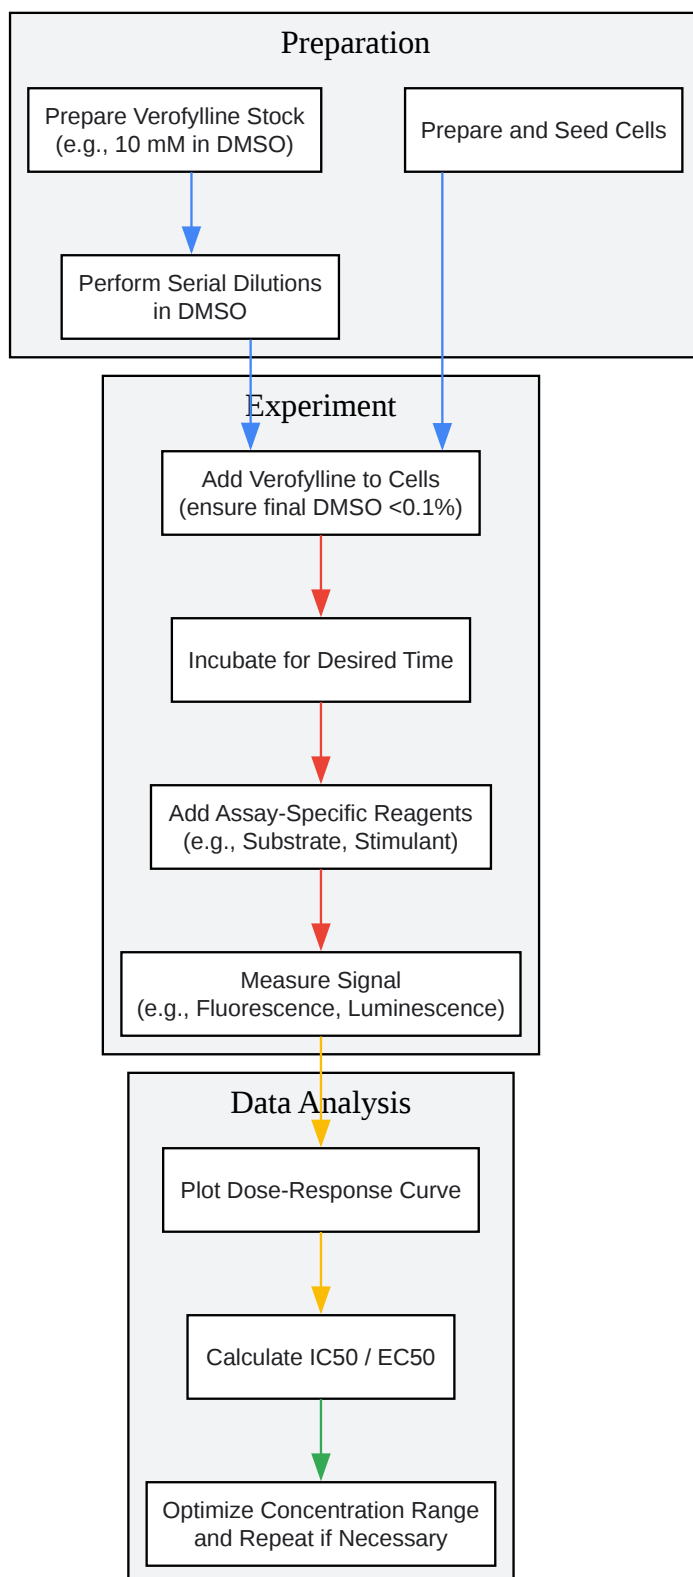 Preparation
Prepare Verofylline Stock
(e.g., 10 mM in DMSO)
Prepare and Seed Cells
Perform Serial Dilutions
in DMSO
Experiment
Add Verofylline to Cells
(ensure final DMSO <0.1%)
Incubate for Desired Time
Add Assay-Specific Reagents
(e.g., Substrate, Stimulant)
Measure Signal
(e.g., Fluorescence, Luminescence)
Data Analysis
Plot Dose-Response Curve
Calculate IC50 / EC50
Optimize Concentration Range
and Repeat if Necessary